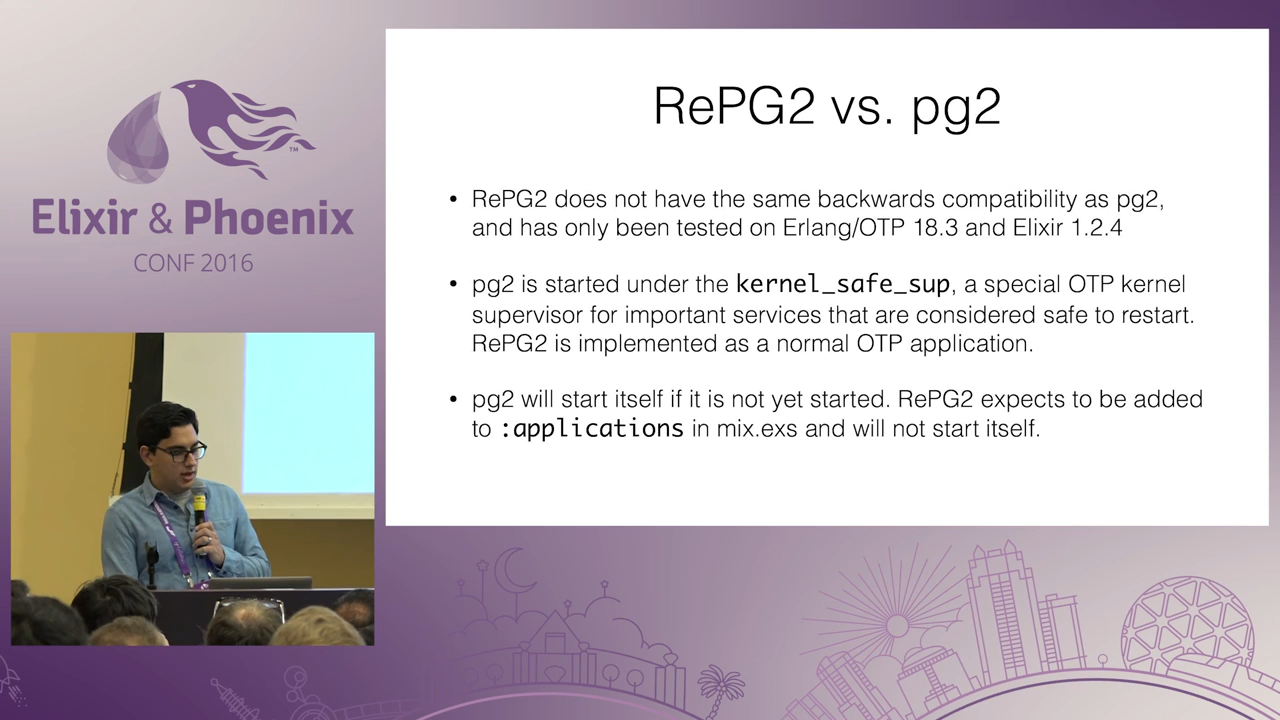 Elixir & Phoenix
TM
CONF 2016
RePG2 vs. pg2
• RePG2 does not have the same backwards compatibility as pg2,
and has only been tested on Erlang/OTP 18.3 and Elixir 1.2.4
• pg2 is started under the kernel_safe_sup, a special OTP kernel
supervisor for important services that are considered safe to restart.
RePG2 is implemented as a normal OTP application.
• pg2 will start itself if it is not yet started. RePG2 expects to be added
to :applications in mix.exs and will not start itself.